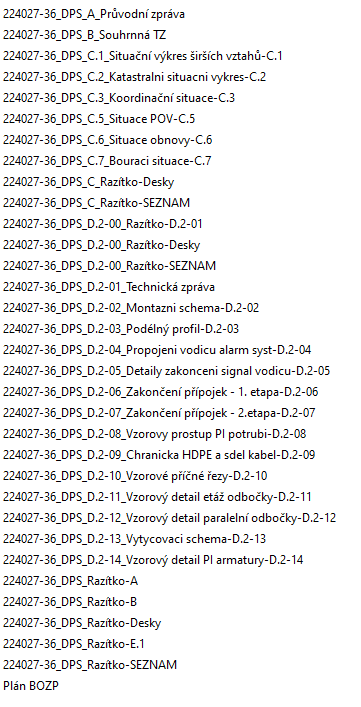 224027-36_DPS_A_Průvodní zpráva
224027-36_DPS_B_Souhrnná TZ
224027-36_DPS_C.1_Situační výkres širších vztahů-C.1
224027-36_DPS_C.2_Katastralni situacni vykres-C.2
224027-36_DPS_C.3_Koordinační situace-C.3
224027-36_DPS_C.5_Situace POV-C.5
224027-36_DPS_C.6_Situace obnovy-C.6
224027-36_DPS_C.7_Bouraci situace-C.7
224027-36_DPS_C_Razítko-Desky
224027-36_DPS_C_Razítko-SEZNAM
224027-36_DPS_D.2-00_Razítko-D.2-01
224027-36_DPS_D.2-00_Razítko-Desky
224027-36_DPS_D.2-00_Razítko-SEZNAM
224027-36_DPS_D.2-01_Technická zpráva
224027-36_DPS_D.2-02_Montazni schema-D.2-02
224027-36_DPS_D.2-03_Podélný profil-D.2-03
224027-36_DPS_D.2-04_Propojeni vodicu alarm syst-D.2-04
224027-36_DPS_D.2-05_Detaily zakonceni signal vodicu-D.2-05
224027-36_DPS_D.2-06_Zakončení přípojek - 1. etapa-D.2-06
224027-36_DPS_D.2-07_Zakončení přípojek - 2.etapa-D.2-07
224027-36_DPS_D.2-08_Vzorovy prostup PI potrubi-D.2-08
224027-36_DPS_D.2-09_Chranicka HDPE a sdel kabel-D.2-09
224027-36_DPS_D.2-10_Vzorové příčné řezy-D.2-10
224027-36_DPS_D.2-11_Vzorový detail etáž odbočky-D.2-11
224027-36_DPS_D.2-12_Vzorový detail paralelní odbočky-D.2-12
224027-36_DPS_D.2-13_Vytycovaci schema-D.2-13
224027-36_DPS_D.2-14_Vzorový detail PI armatury-D.2-14
224027-36_DPS_Razítko-A
224027-36_DPS_Razítko-B
224027-36_DPS_Razítko-Desky
224027-36_DPS_Razítko-E.1
224027-36_DPS_Razítko-SEZNAM
Plán BOZP